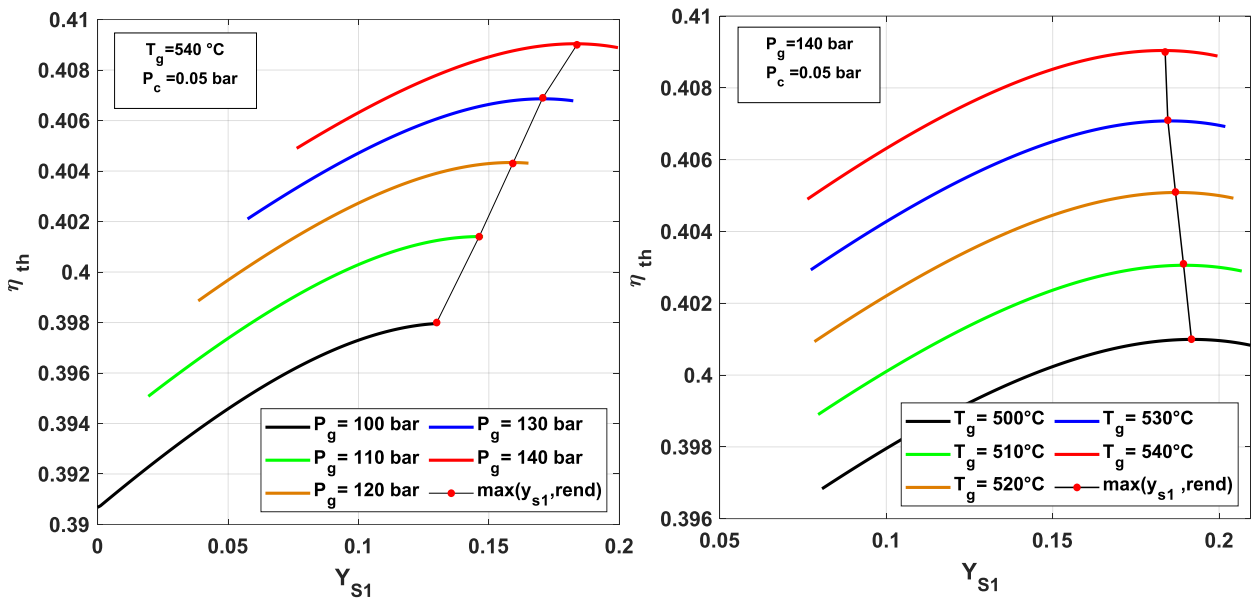 T_g=540 °C
P_c =0.05 bar
0.41
0.408
0.406
0.404
0.402
0.4
0.398
0.396
0.394
0.392
0.39
η_th
P_g = 100 bar P_g = 130 bar
P_g = 110 bar P_g = 140 bar
P_g = 120 bar max(y_s1,rend)
0 0.05 0.1 0.15 0.2
Y_S1
P_g=140 bar
P_c =0.05 bar
0.41
0.408
0.406
0.404
0.402
0.4
0.398
0.396
η_th
T_g = 500°C T_g = 530°C
T_g = 510°C T_g = 540°C
T_g = 520°C max(y_s1 ,rend)
0.05 0.1 0.15 0.2
Y_S1